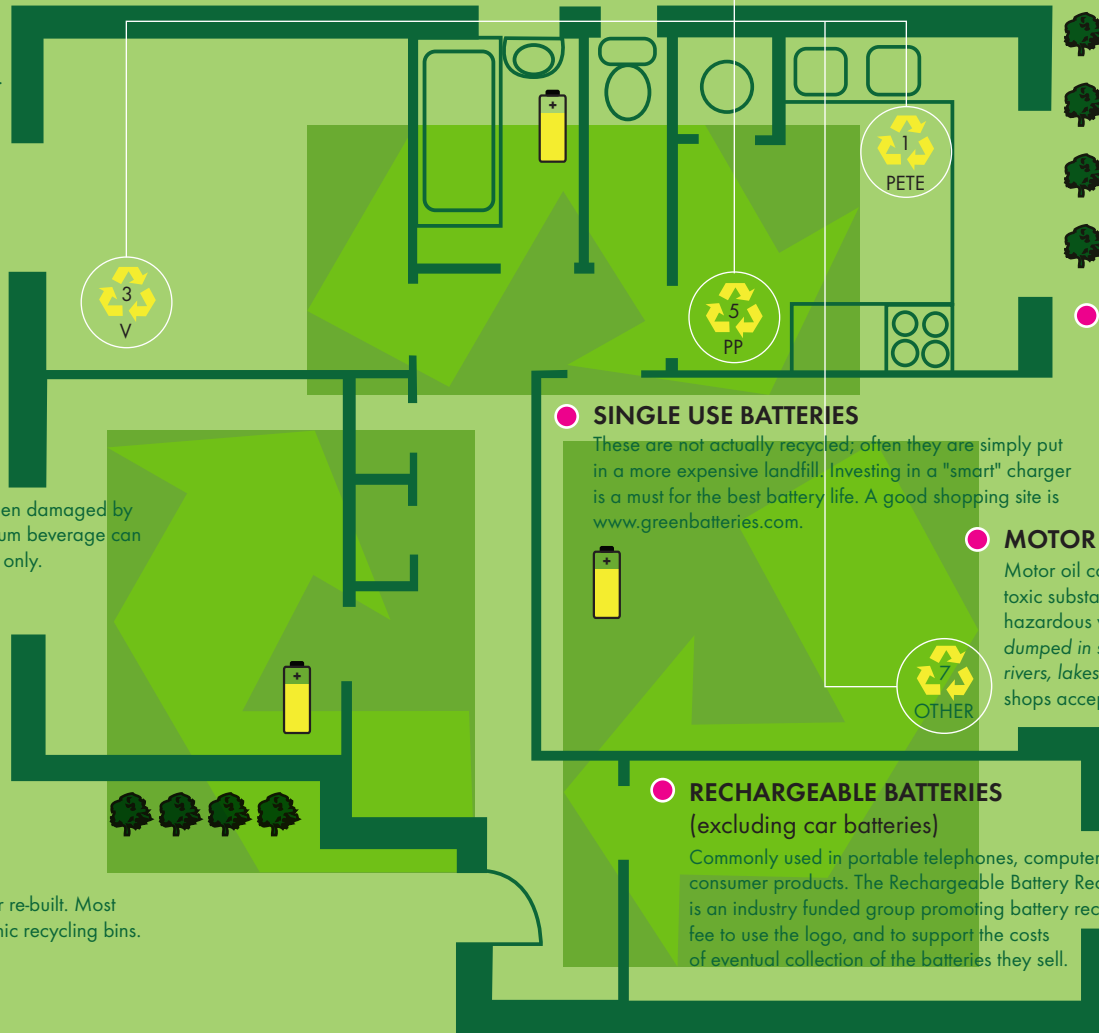 1
PETE
3
V
5
PP
SINGLE USE BATTERIES
These are not actually recycled; often they are simply put
in a more expensive landfill. Investing in a "smart" charger
is a must for the best battery life. A good shopping site is
www.greenbatteries.com.
en damaged by
um beverage can
only.
MOTOR
Motor oil co
toxic substa
hazardous
dumped in s
rivers, lakes
shops accep
7
OTHER
RECHARGEABLE BATTERIES
(excluding car batteries)
Commonly used in portable telephones, computer
consumer products. The Rechargeable Battery Rec
is an industry funded group promoting battery rec
fee to use the logo, and to support the costs
of eventual collection of the batteries they sell.
r re-built. Most
nic recycling bins.